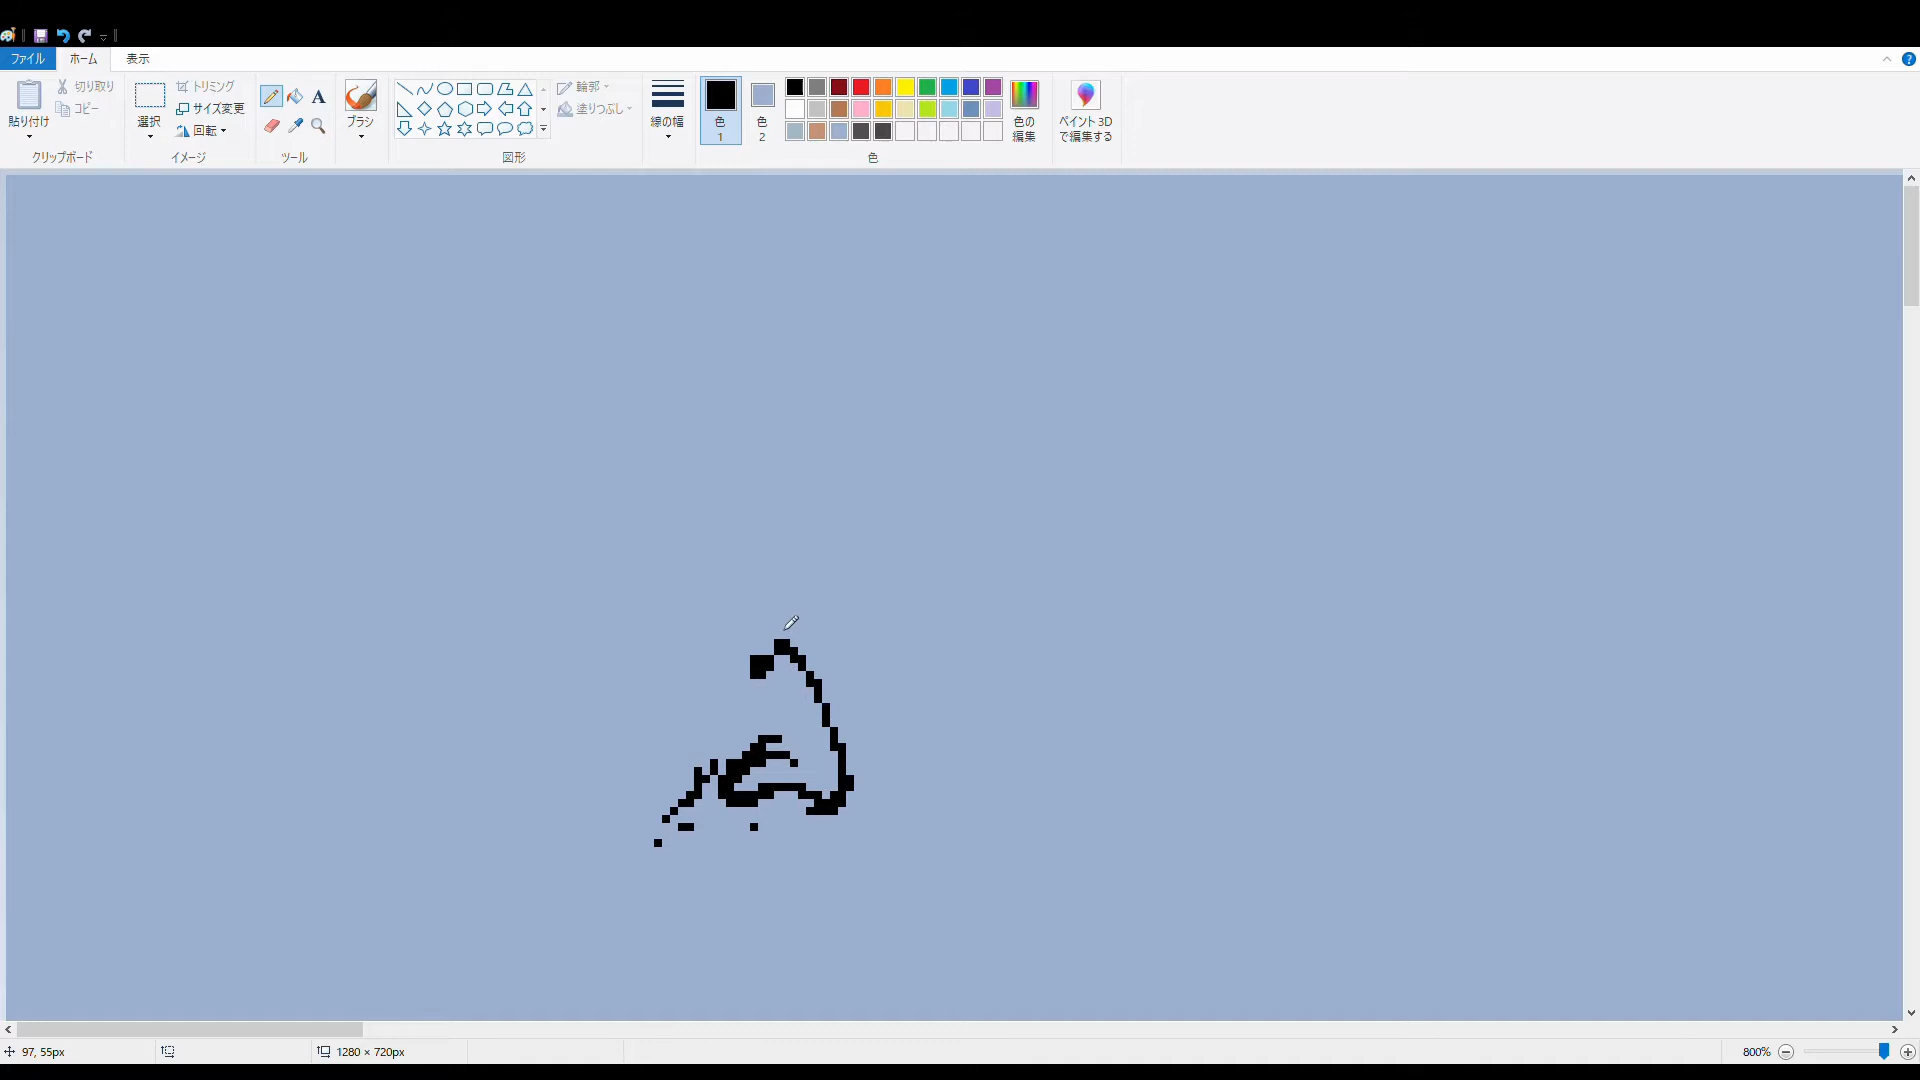 ファイル ホーム 表示
貼り付け 切り取り コピー
選択 トリミング サイズ変更 回転
A
ブラシ
輪郭 塗りつぶし
線の幅
色 1
色 2
色の 編集
ペイント 3D で編集する
クリップボード イメージ ツール 図形 色
97, 55px 1280 × 720px 800%